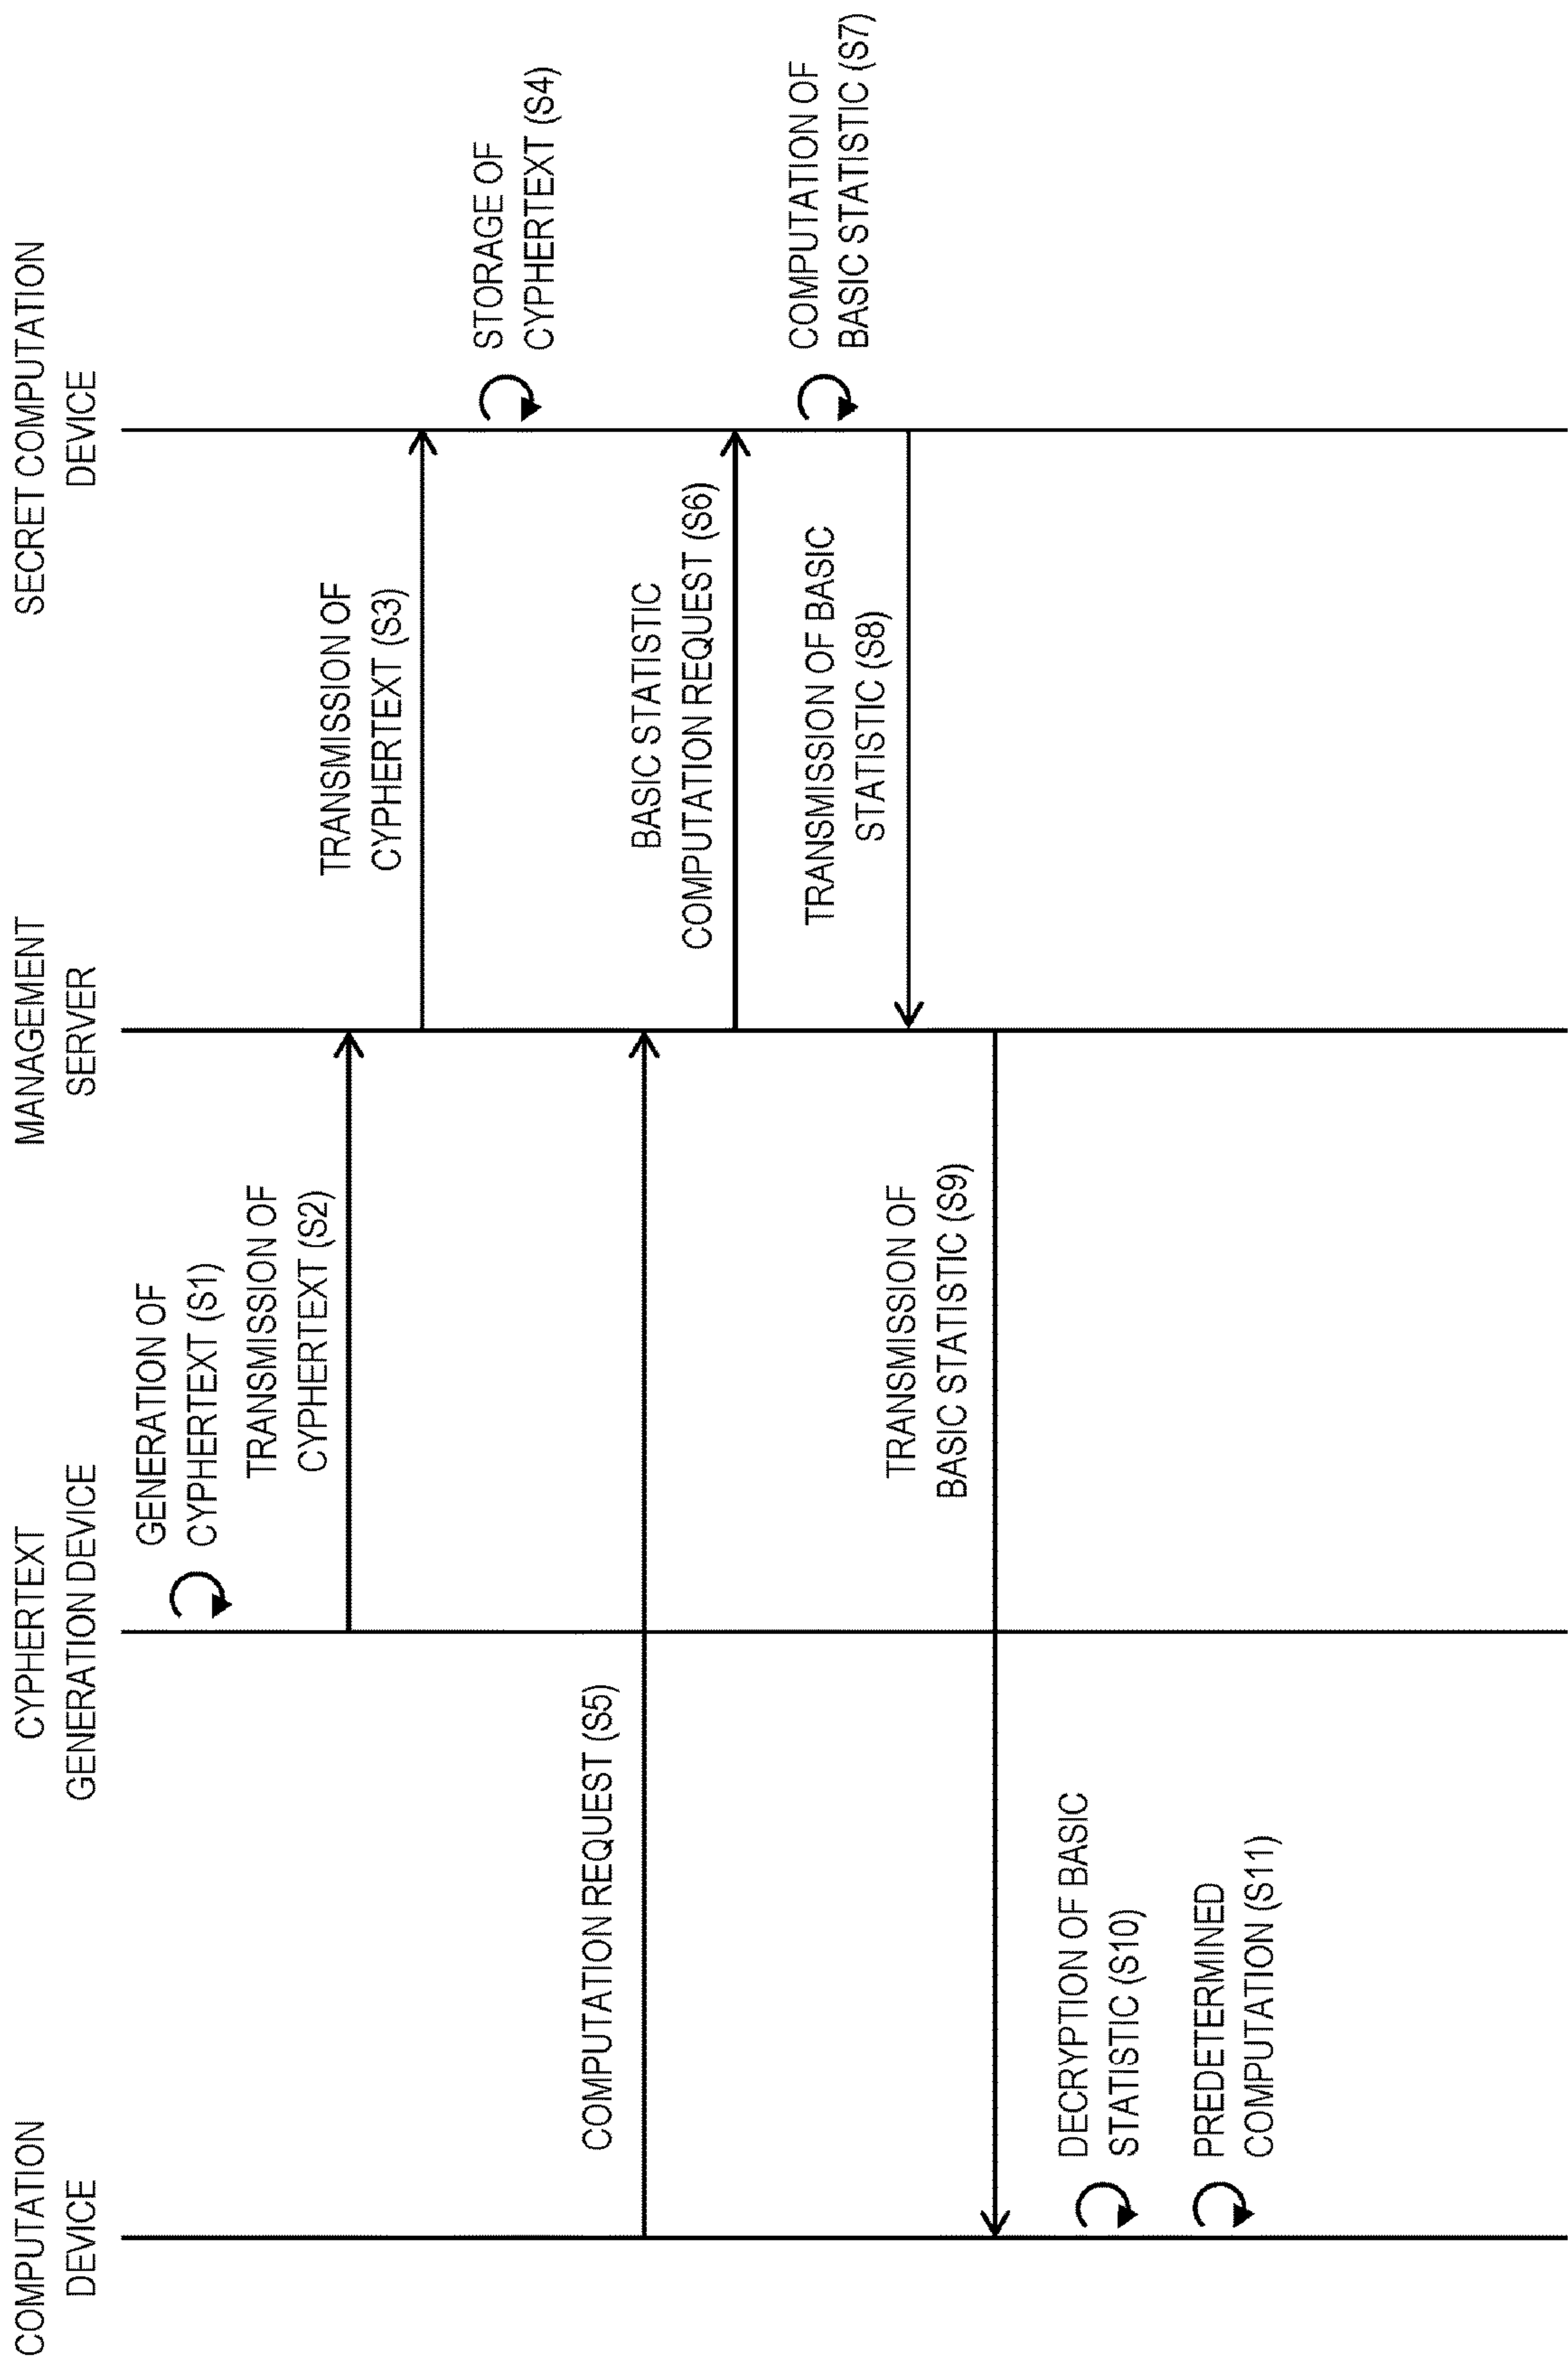 COMPUTATION
DEVICE
CYPHERTEXT
GENERATION DEVICE
MANAGEMENT
SERVER
SECRET COMPUTATION
DEVICE
GENERATION OF
CYPHERTEXT (S1)
TRANSMISSION OF
CYPHERTEXT (S2)
TRANSMISSION OF
CYPHERTEXT (S3)
STORAGE OF
CYPHERTEXT (S4)
COMPUTATION REQUEST (S5)
BASIC STATISTIC
COMPUTATION REQUEST (S6)
COMPUTATION OF
BASIC STATISTIC (S7)
TRANSMISSION OF BASIC
STATISTIC (S8)
TRANSMISSION OF
BASIC STATISTIC (S9)
DECRYPTION OF BASIC
STATISTIC (S10)
PREDETERMINED
COMPUTATION (S11)